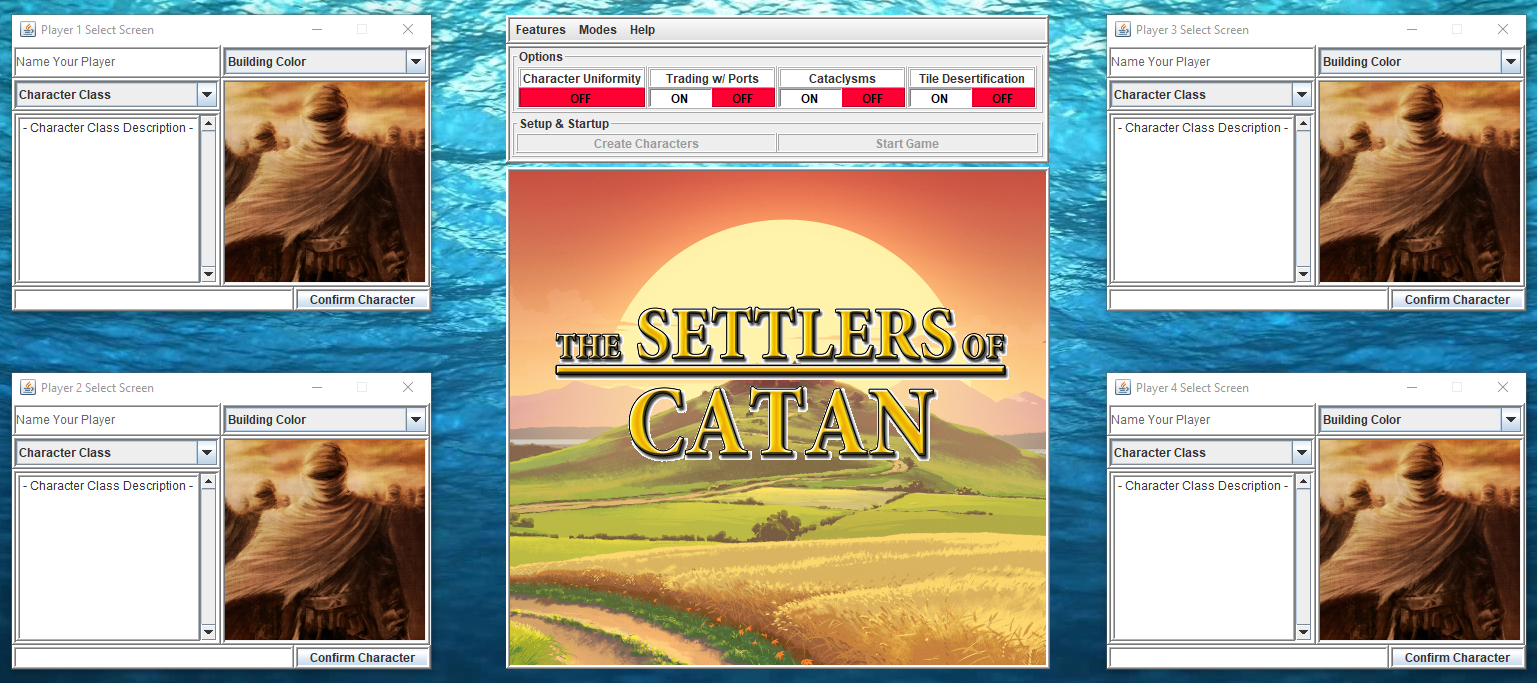 Player 1 Select Screen
Name Your Player
Building Color
Character Class
- Character Class Description -
Confirm Character
Player 2 Select Screen
Name Your Player
Building Color
Character Class
- Character Class Description -
Confirm Character
Features Modes Help
Options
Character Uniformity Trading w/ Ports Cataclysms Tile Desertification
OFF ON OFF ON OFF ON OFF
Setup & Startup
Create Characters Start Game
THE SETTLERS OF
CATAN
Player 3 Select Screen
Name Your Player
Building Color
Character Class
- Character Class Description -
Confirm Character
Player 4 Select Screen
Name Your Player
Building Color
Character Class
- Character Class Description -
Confirm Character